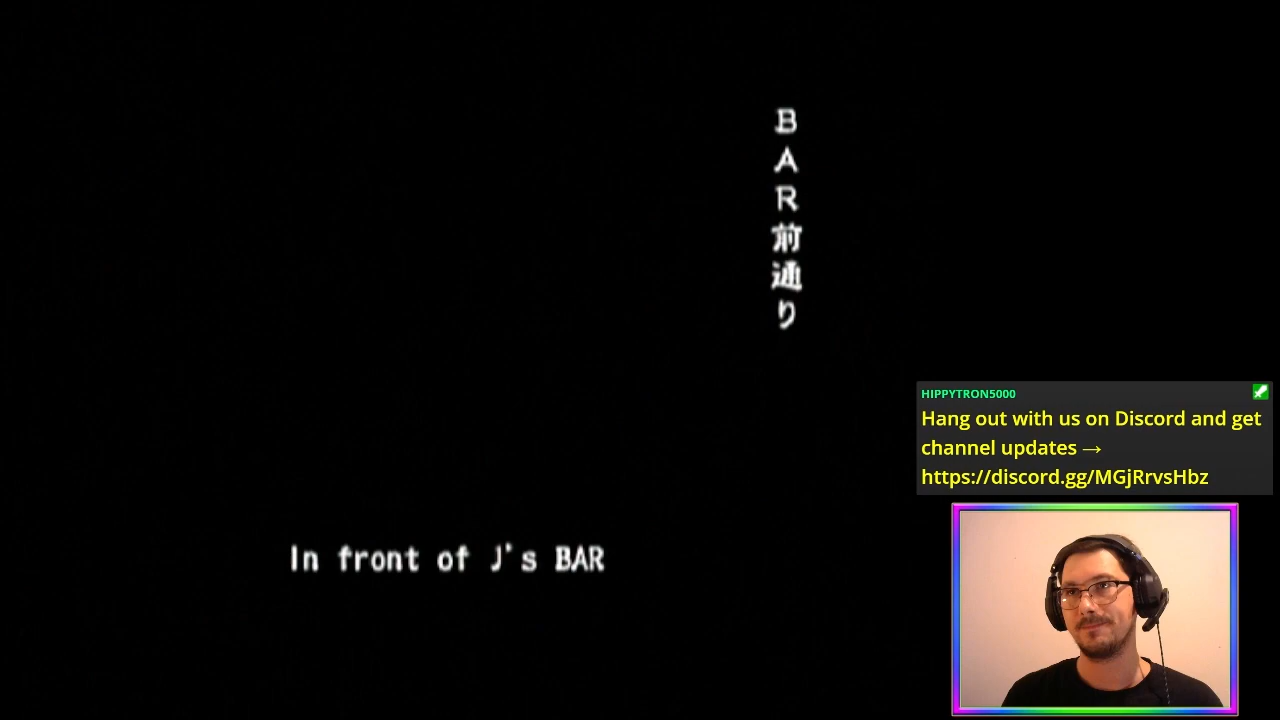 BAR前通り
In front of J's BAR
HIPPYTRON5000
Hang out with us on Discord and get
channel updates →
https://discord.gg/MGjRrvsHbz